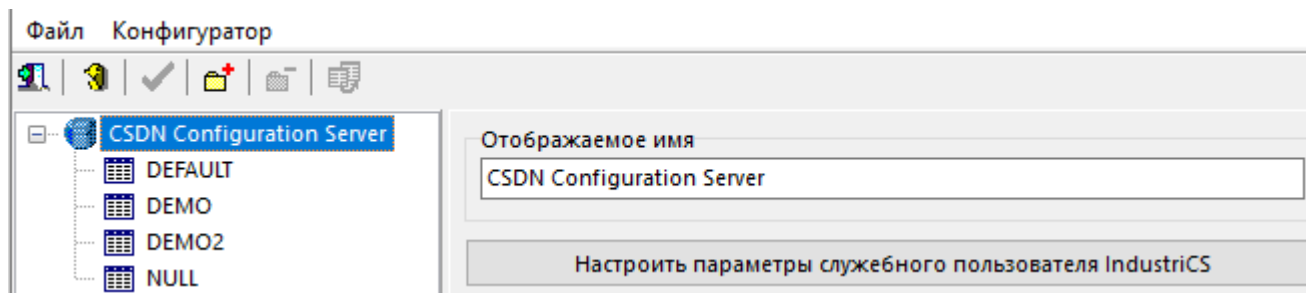 Файл Конфигуратор
CSDN Configuration Server
DEFAULT
DEMO
DEMO2
NULL
Отображаемое имя
CSDN Configuration Server
Настроить параметры служебного пользователя IndustriCS